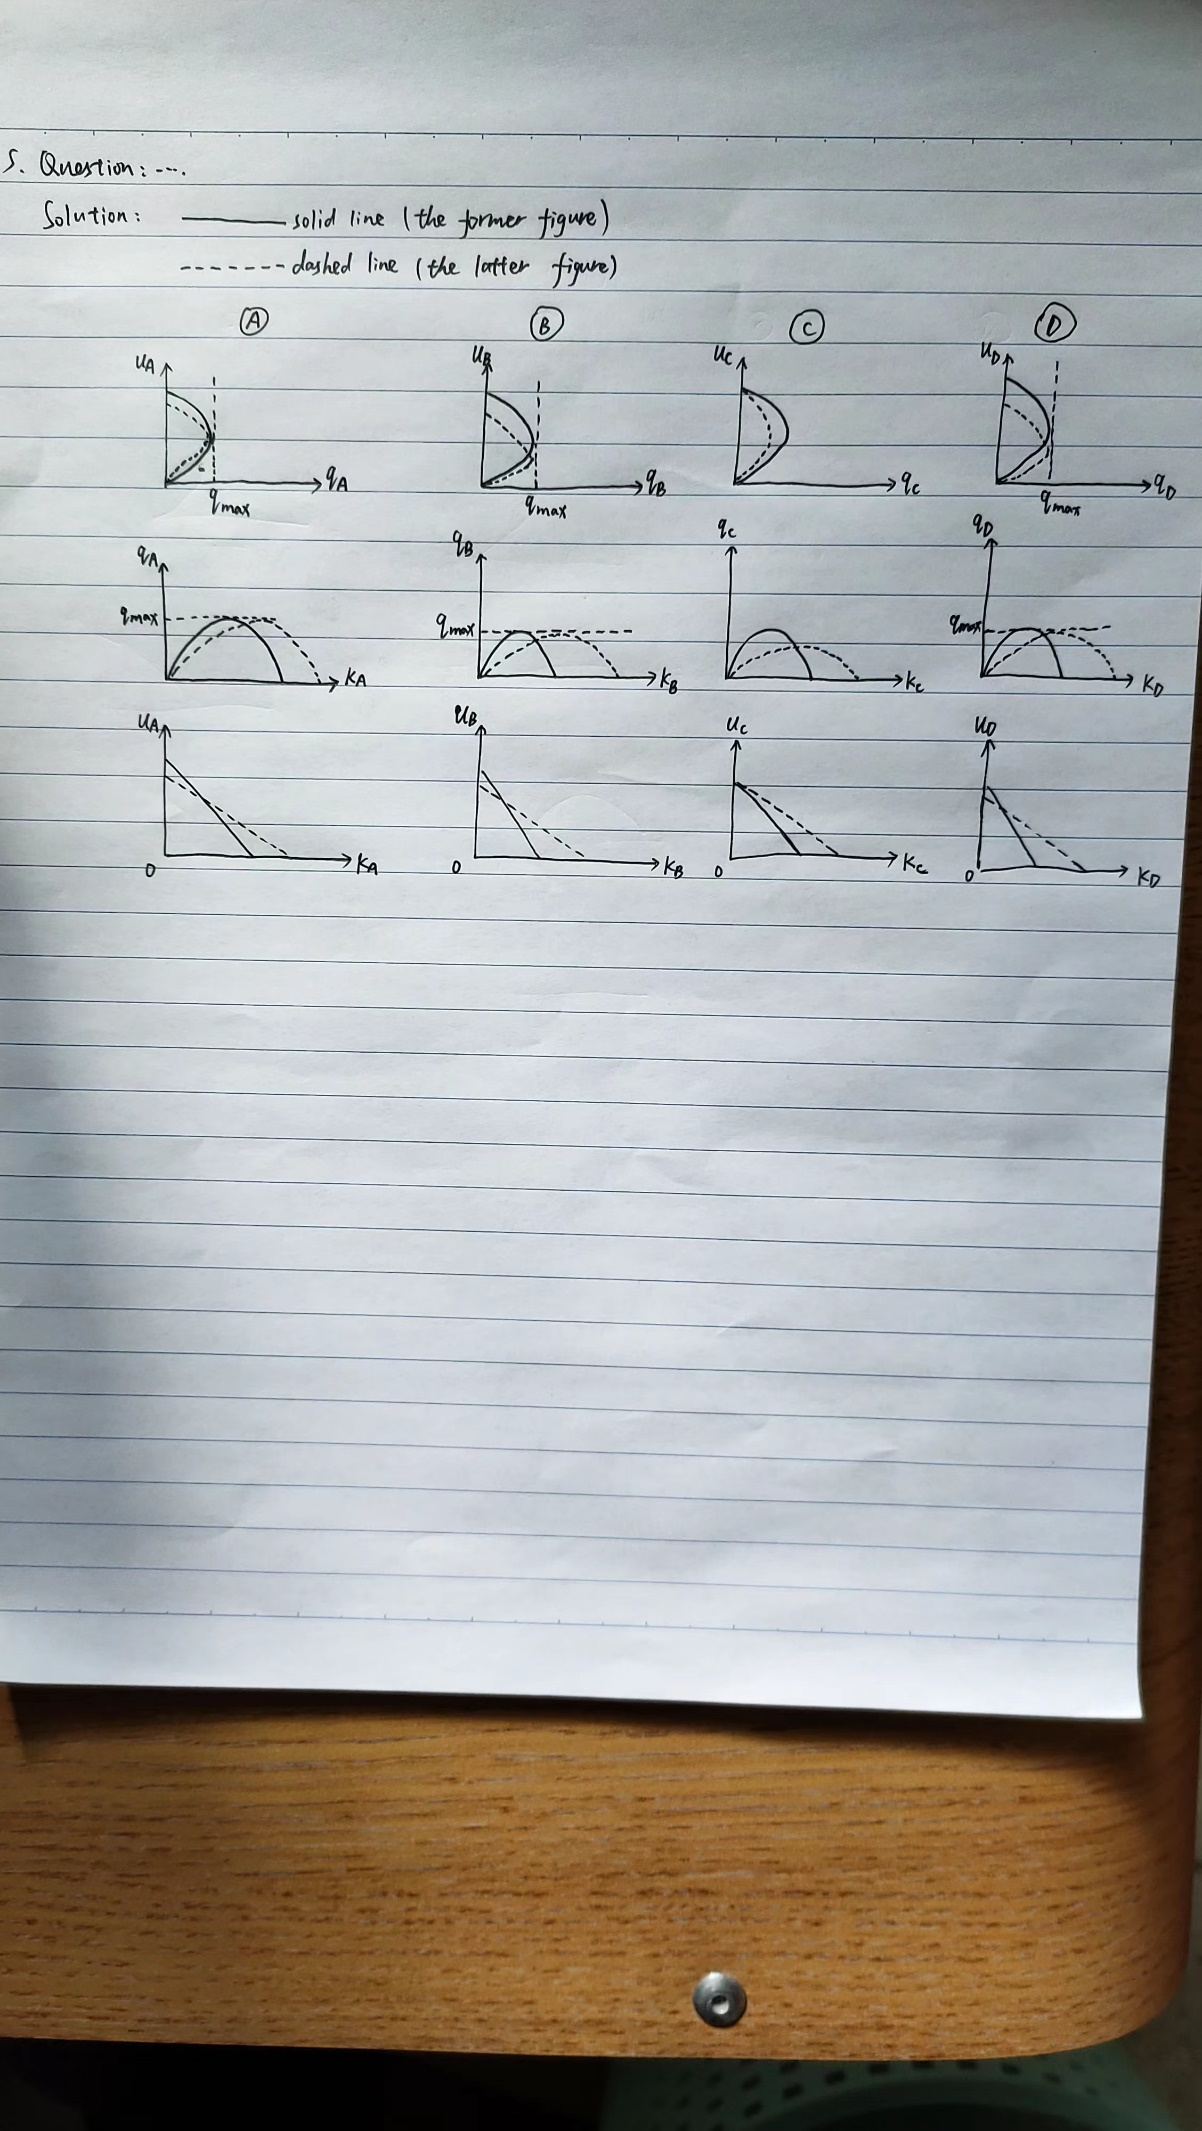 5. Question: ---.
Solution: solid line (the former figure)
dashed line (the latter figure)
A B C D
uA uB uC uD
qA qB qC qD
qmax qmax qmax
qA qB qC qD
qmax qmax qmax
kA kB kC kD
uA uB uC uD
0 kA 0 kB 0 kC 0 kD